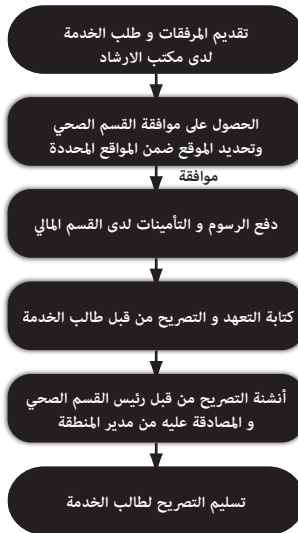 تقديم المرفقات و طلب الخدمة
لدى مكتب الارشاد
الحصول على موافقة القسم الصحي
وتحديد الموقع ضمن المواقع المحددة
موافقة
دفع الرسوم و التأمينات لدى القسم المالي
كتابة التعهد و التصريح من قبل طالب الخدمة
أنشنة التصريح من قبل رئيس القسم الصحي
و المصادقة عليه من مدير المنطقة
تسليم التصريح لطالب الخدمة